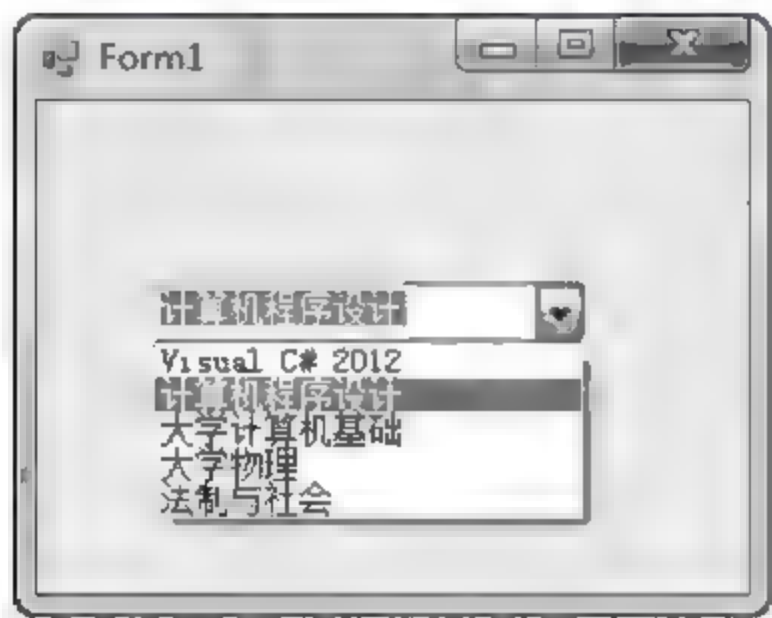 Form1
计算机程序设计
Visual C# 2012
计算机程序设计
大学计算机基础
大学物理
法制与社会